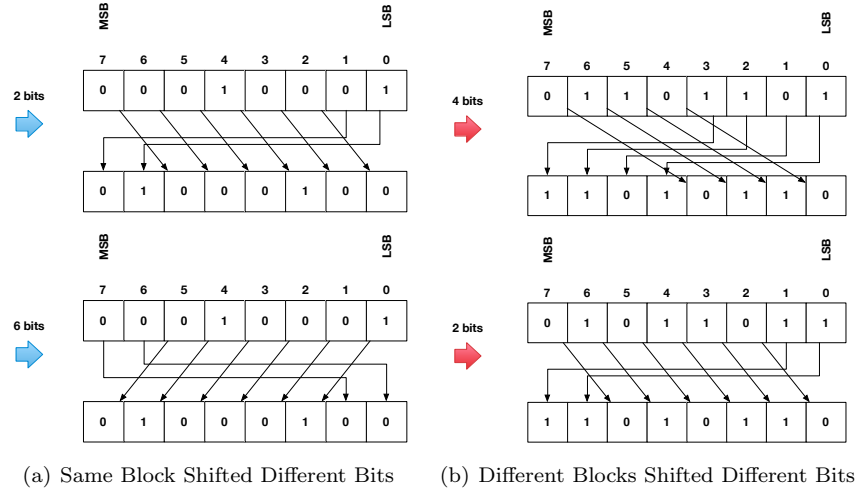 MSB LSB
7 6 5 4 3 2 1 0
2 bits
0 0 0 1 0 0 0 1
0 1 0 0 0 1 0 0
MSB LSB
7 6 5 4 3 2 1 0
6 bits
0 0 0 1 0 0 0 1
0 1 0 0 0 1 0 0
(a) Same Block Shifted Different Bits
MSB LSB
7 6 5 4 3 2 1 0
4 bits
0 1 1 0 1 1 0 1
1 1 0 1 0 1 1 0
MSB LSB
7 6 5 4 3 2 1 0
2 bits
0 1 0 1 1 0 1 1
1 1 0 1 0 1 1 0
(b) Different Blocks Shifted Different Bits